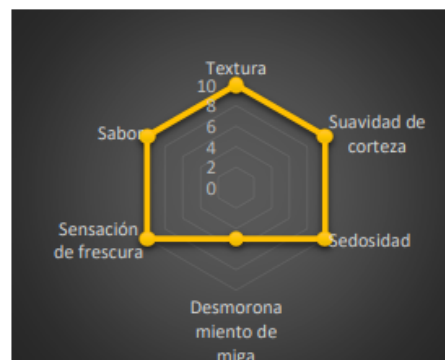 Textura
10
8
6
4
2
0
Suavidad de
corteza
Sabor
Sedosidad
Sensación
de frescura
Desmorona
miento de
miga